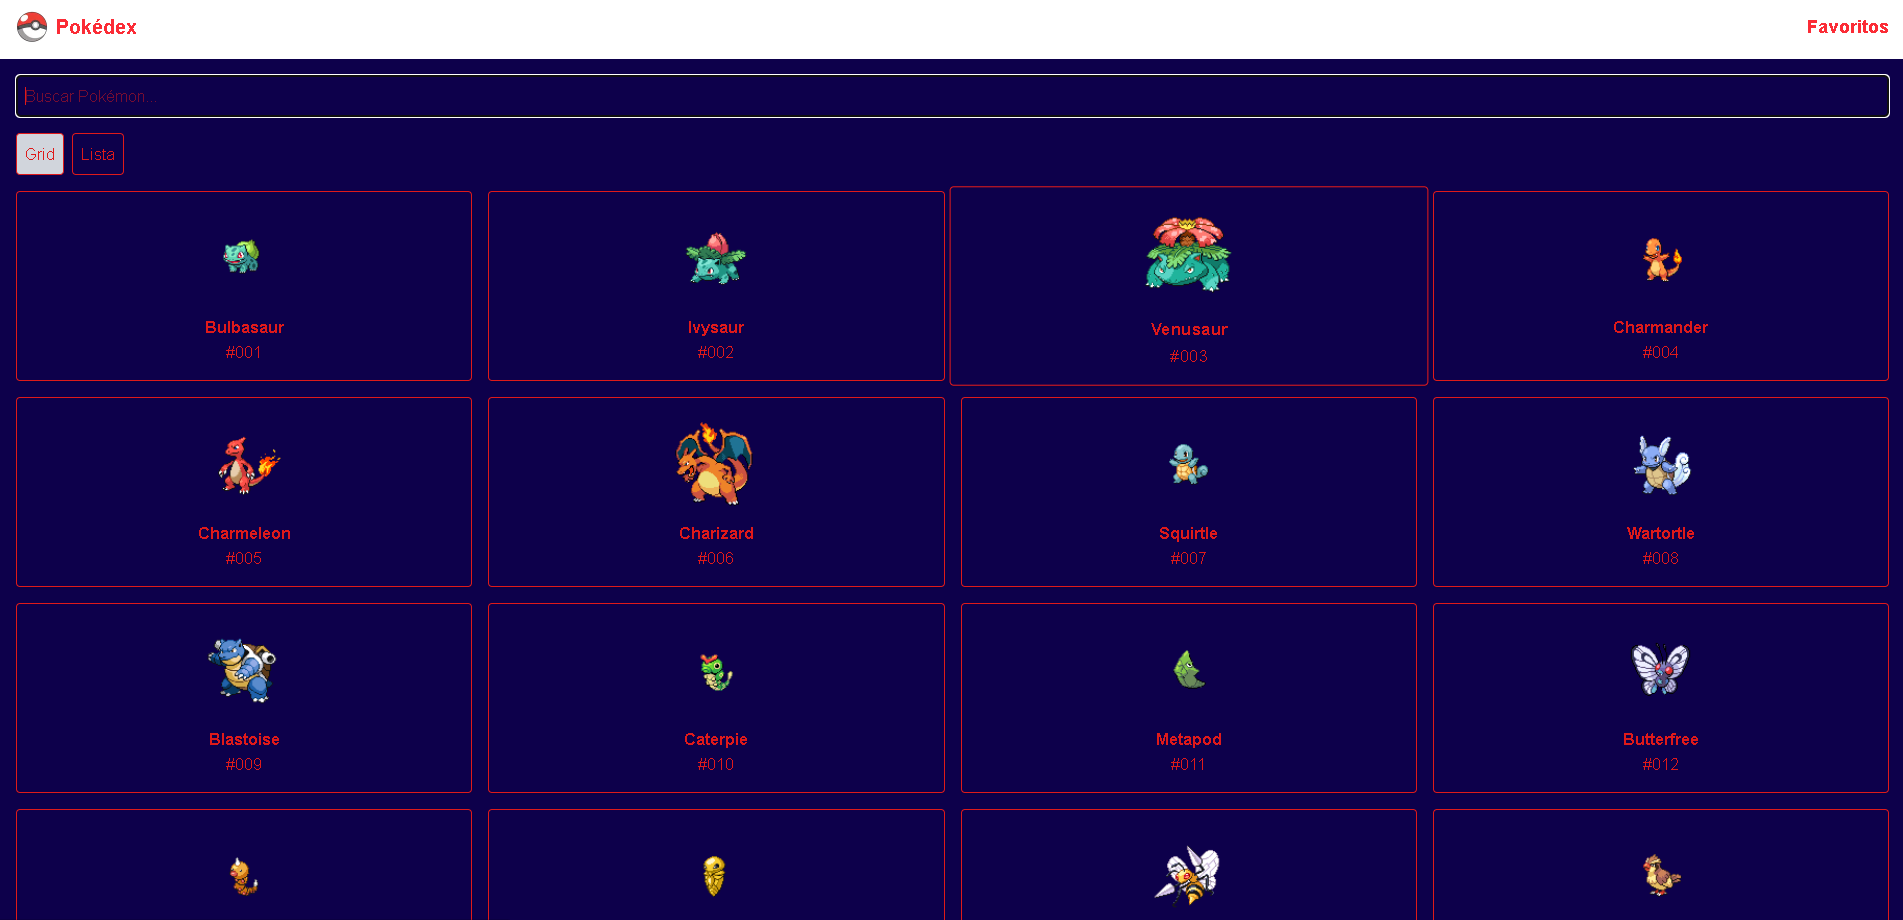 Pokédex
Favoritos
Buscar Pokémon...
Grid
Lista
Bulbasaur
#001
Ivysaur
#002
Venusaur
#003
Charmander
#004
Charmeleon
#005
Charizard
#006
Squirtle
#007
Wartortle
#008
Blastoise
#009
Caterpie
#010
Metapod
#011
Butterfree
#012